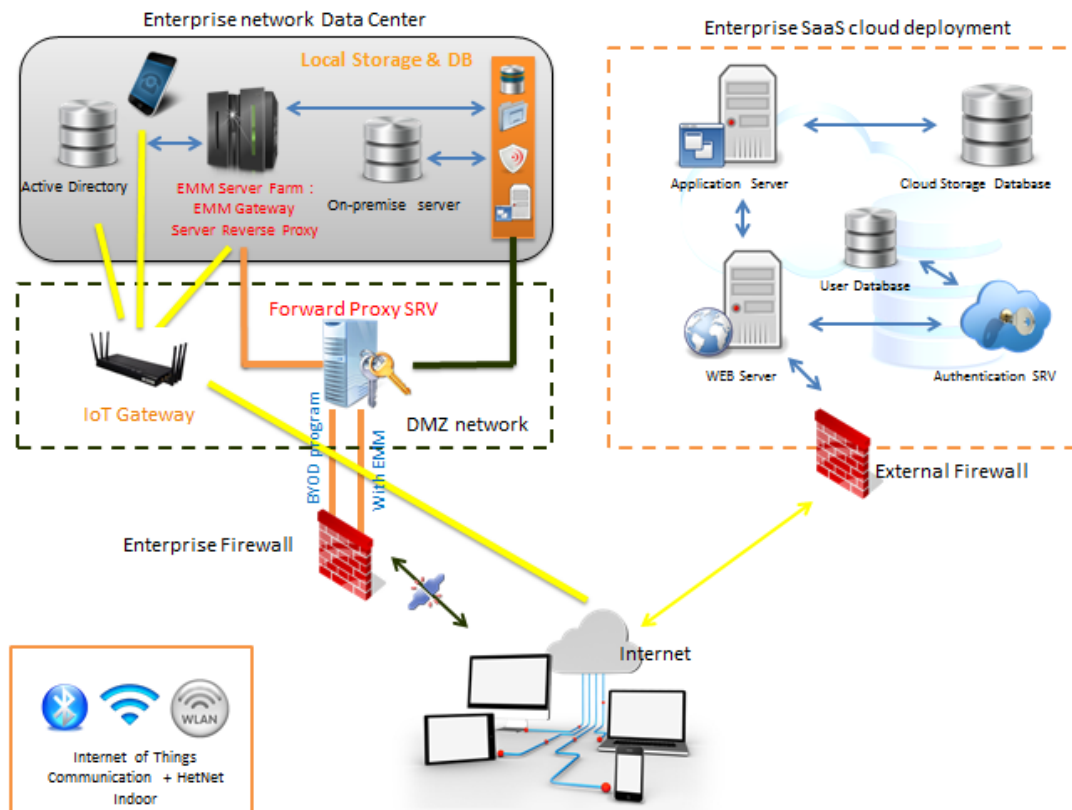 Enterprise network Data Center
Local Storage & DB
Active Directory
EMM Server Farm :
EMM Gateway
Server Reverse Proxy
On-premise server
Forward Proxy SRV
IoT Gateway
DMZ network
BYOD program
With EMM
Enterprise Firewall
Enterprise SaaS cloud deployment
Application Server
Cloud Storage Database
User Database
WEB Server
Authentication SRV
External Firewall
Internet
WLAN
Internet of Things
Communication + HetNet
Indoor